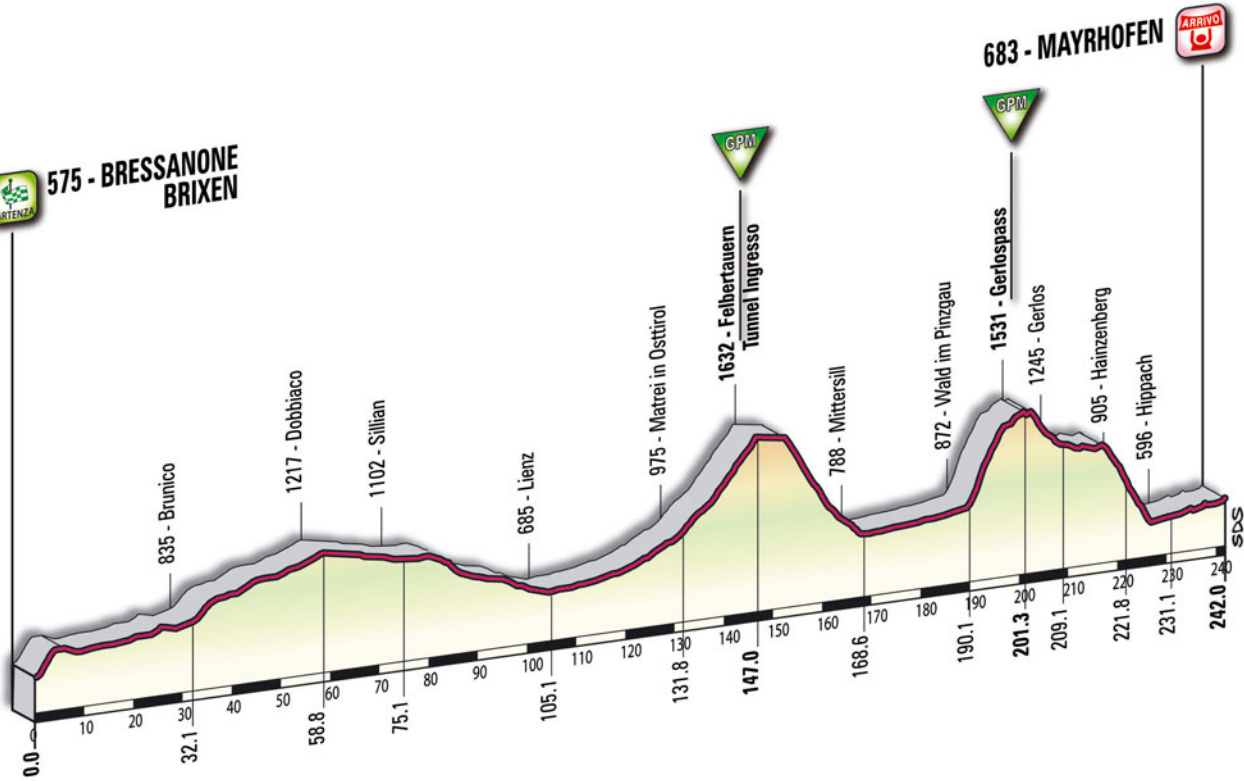 683 - MAYRHOFEN
ARRIVO
GPM
GPM
575 - BRESSANONE
BRIXEN
ARTENZA
835 - Brunico
1217 - Dobbiaco
1102 - Sillian
685 - Lienz
975 - Matrei in Osttirol
1632 - Felbertauern
Tunnel Ingresso
788 - Mittersill
872 - Wald im Pinzgau
1531 - Gerlospass
1245 - Gerlos
905 - Hainzenberg
596 - Hippach
SDS
0 10 20 30 40 50 60 70 80 90 100 110 120 130 140 150 160 170 180 190 200 210 220 230 240
0.0 32.1 58.8 75.1 105.1 131.8 147.0 168.6 190.1 201.3 209.1 221.8 231.1 242.0